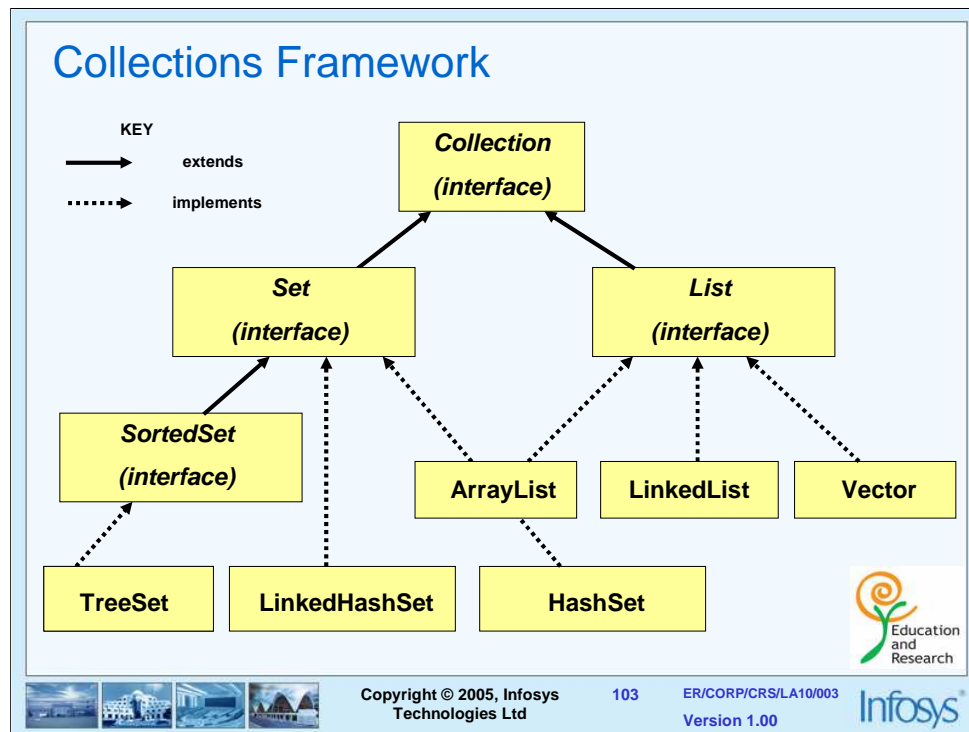 Collections Framework
KEY
extends
implements
Collection
(interface)
Set
(interface)
List
(interface)
SortedSet
(interface)
ArrayList
LinkedList
Vector
TreeSet
LinkedHashSet
HashSet
Education
and
Research
Copyright © 2005, Infosys
Technologies Ltd
103
ER/CORP/CRS/LA10/003
Version 1.00
Infosys®